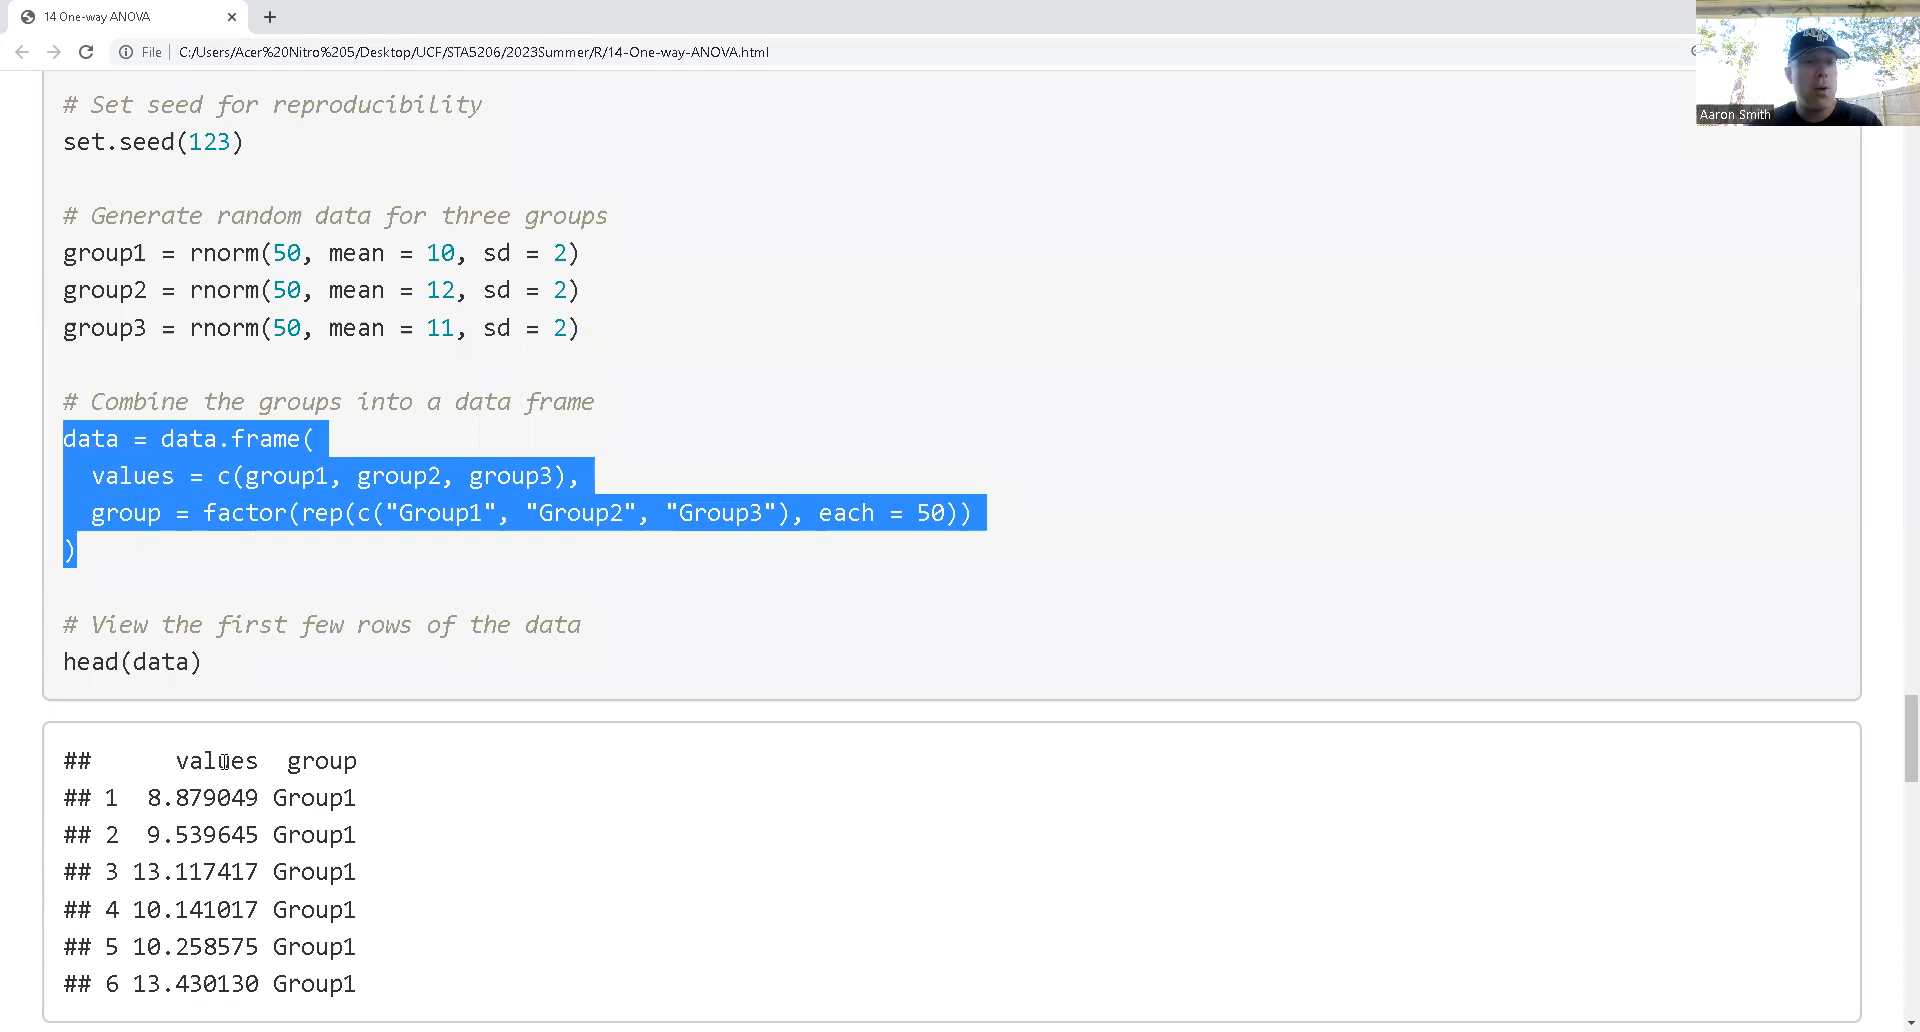 14 One-way ANOVA
File
C:/Users/Acer%20Nitro%205/Desktop/UCF/STA5206/2023Summer/R/14-One-way-ANOVA.html
Aaron Smith
# Set seed for reproducibility
set.seed(123)
# Generate random data for three groups
group1 = rnorm(50, mean = 10, sd = 2)
group2 = rnorm(50, mean = 12, sd = 2)
group3 = rnorm(50, mean = 11, sd = 2)
# Combine the groups into a data frame
data = data.frame(
  values = c(group1, group2, group3),
  group = factor(rep(c("Group1", "Group2", "Group3"), each = 50))
)
# View the first few rows of the data
head(data)
##      values  group
## 1  8.879049 Group1
## 2  9.539645 Group1
## 3 13.117417 Group1
## 4 10.141017 Group1
## 5 10.258575 Group1
## 6 13.430130 Group1